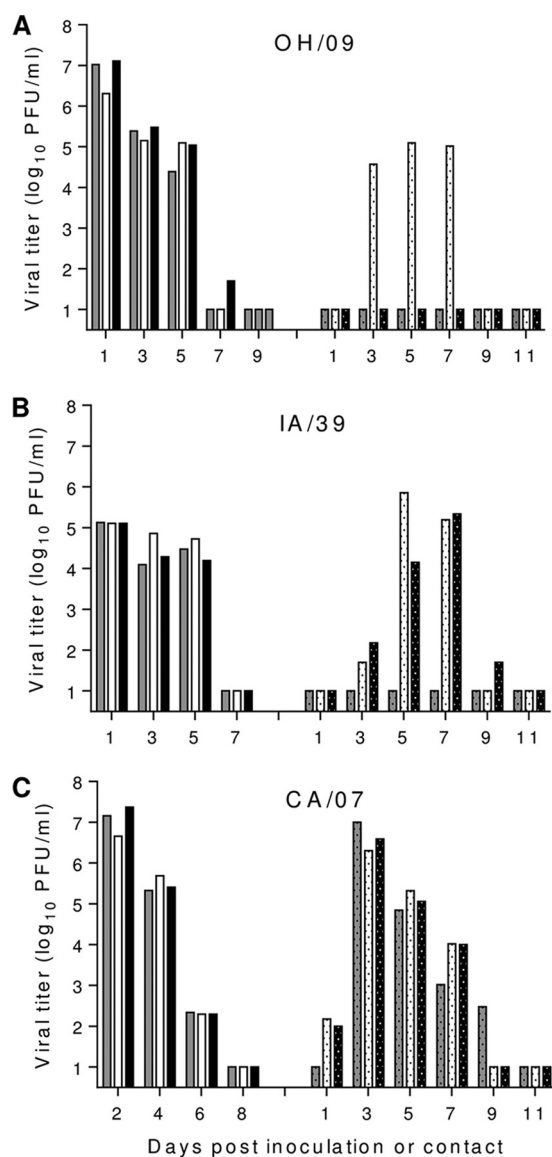 A
OH/09
Viral titer (log10 PFU/ml)
8
7
6
5
4
3
2
1
1 3 5 7 9 1 3 5 7 9 11
B
IA/39
Viral titer (log10 PFU/ml)
8
7
6
5
4
3
2
1
1 3 5 7 1 3 5 7 9 11
C
CA/07
Viral titer (log10 PFU/ml)
8
7
6
5
4
3
2
1
2 4 6 8 1 3 5 7 9 11
Days post inoculation or contact